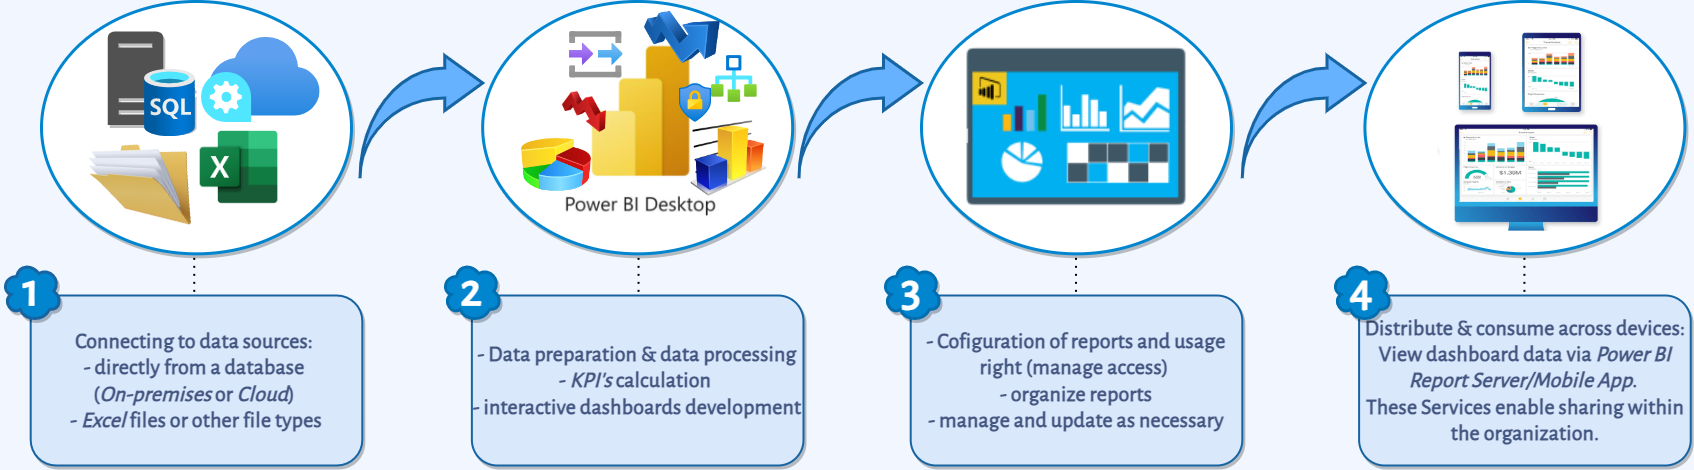 SQL
X
Power BI Desktop
$1.39M
1
Connecting to data sources:
- directly from a database
(On-premises or Cloud)
- Excel files or other file types
2
- Data preparation & data processing
- KPI's calculation
- interactive dashboards development
3
- Cofiguration of reports and usage
right (manage access)
- organize reports
- manage and update as necessary
4
Distribute & consume across devices:
View dashboard data via Power BI
Report Server/Mobile App.
These Services enable sharing within
the organization.